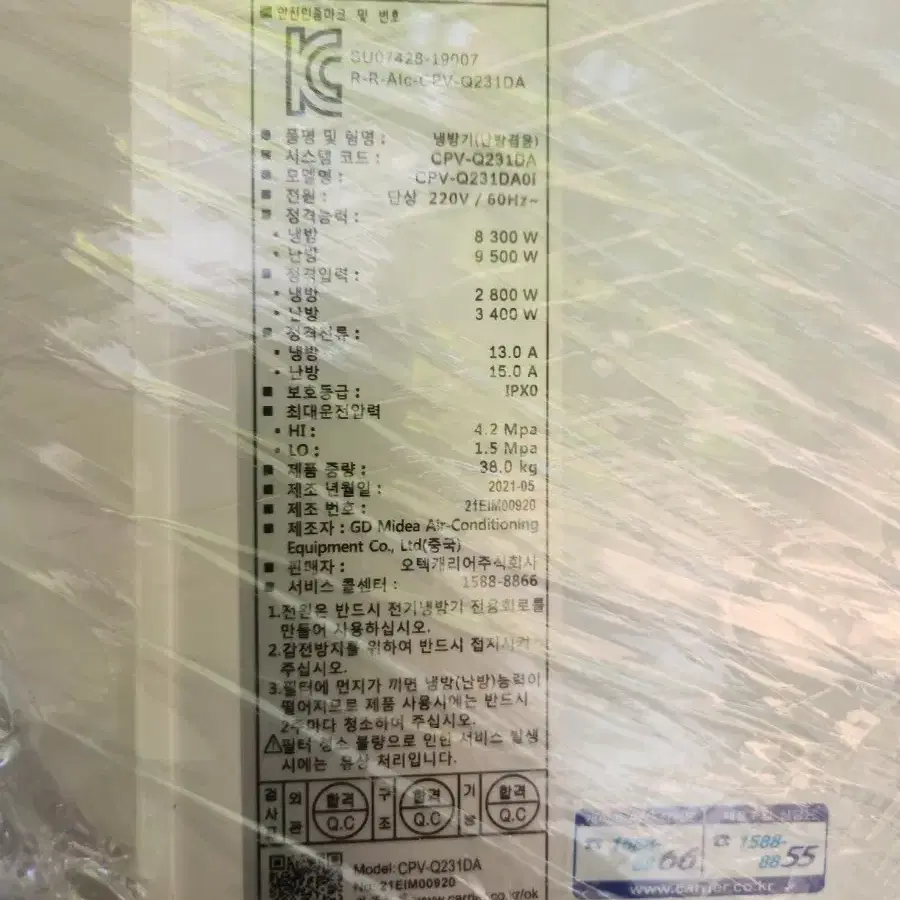 안전인증마크 및 번호
SU07428-19007
R-R-Alc-CPV-Q231DA
■ 품명 및 형명 : 냉방기(난방겸용)
■ 시스템 코드 : CPV-Q231DA
■ 모델명 : CPV-Q231DA0I
■ 전원 : 단상 220V / 60Hz~
■ 정격능력 :
• 냉방 8 300 W
• 난방 9 500 W
■ 정격입력 :
• 냉방 2 800 W
• 난방 3 400 W
■ 정격전류 :
• 냉방 13.0 A
• 난방 15.0 A
■ 보호등급 : IPX0
■ 최대운전압력
• HI : 4.2 Mpa
• LO : 1.5 Mpa
■ 제품 중량 : 38.0 kg
■ 제조 년월일 : 2021-05
■ 제조 번호 : 21EIM00920
■ 제조자 : GD Midea Air-Conditioning
Equipment Co., Ltd(중국)
■ 판매자 : 오텍캐리어주식회사
■ 서비스 콜센터 : 1588-8866
1.전원은 반드시 전기냉방기 전용회로를
만들어 사용하십시오.
2.감전방지를 위하여 반드시 접지시켜
주십시오.
3.필터에 먼지가 끼면 냉방(난방)능력이
떨어지므로 제품 사용시에는 반드시
2주마다 청소하여 주십시오.
⚠필터 청소 불량으로 인한 서비스 발생
시에는 유상 처리됩니다.
검사 외관 합격 Q.C 구조 합격 Q.C 기능 합격 Q.C
Model: CPV-Q231DA
No: 21EIM00920
www.carrier.co.kr/ok
66
1588-
8855
www.carrier.co.kr